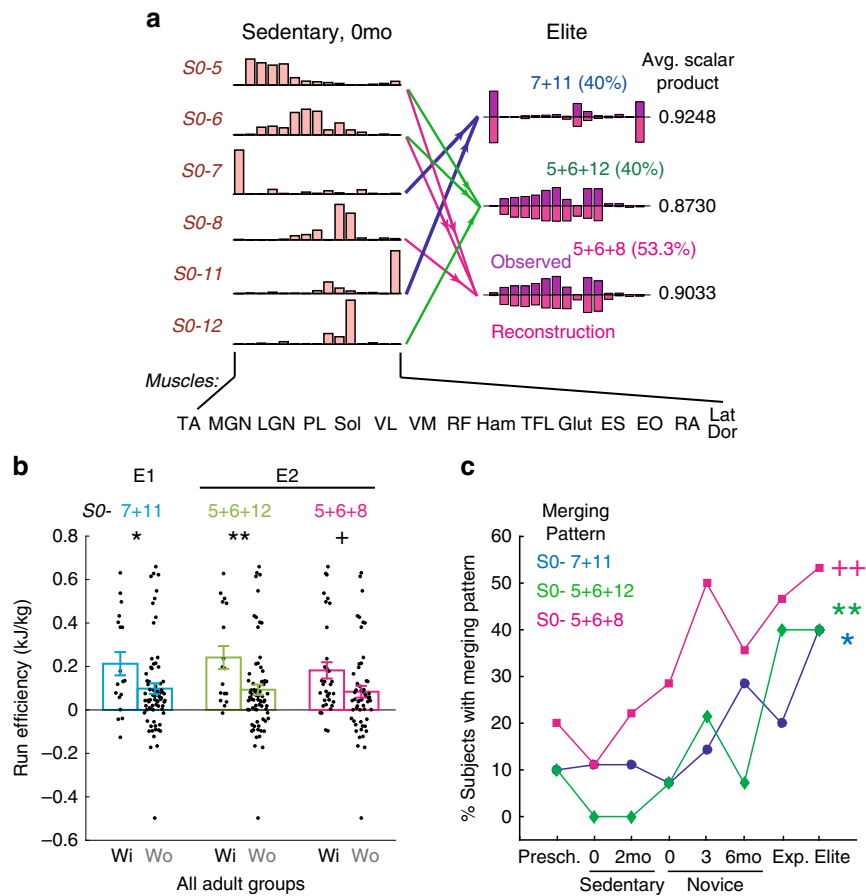 a
Sedentary, 0mo
Elite
Avg. scalar
product
S0-5
S0-6
S0-7
S0-8
S0-11
S0-12
7+11 (40%)
0.9248
5+6+12 (40%)
0.8730
5+6+8 (53.3%)
Observed
0.9033
Reconstruction
Muscles:
TA MGN LGN PL Sol VL VM RF Ham TFL Glut ES EO RA Lat
Dor
b
E1 E2
S0- 7+11 5+6+12 5+6+8
* ** +
Run efficiency (kJ/kg)
0.8
0.6
0.4
0.2
0
–0.2
–0.4
–0.6
Wi Wo Wi Wo Wi Wo
All adult groups
c
Merging
Pattern
S0- 7+11
S0- 5+6+12
S0- 5+6+8
++
**
*
% Subjects with merging pattern
60
50
40
30
20
10
0
Presch. 0 2mo 0 3 6mo Exp. Elite
Sedentary Novice